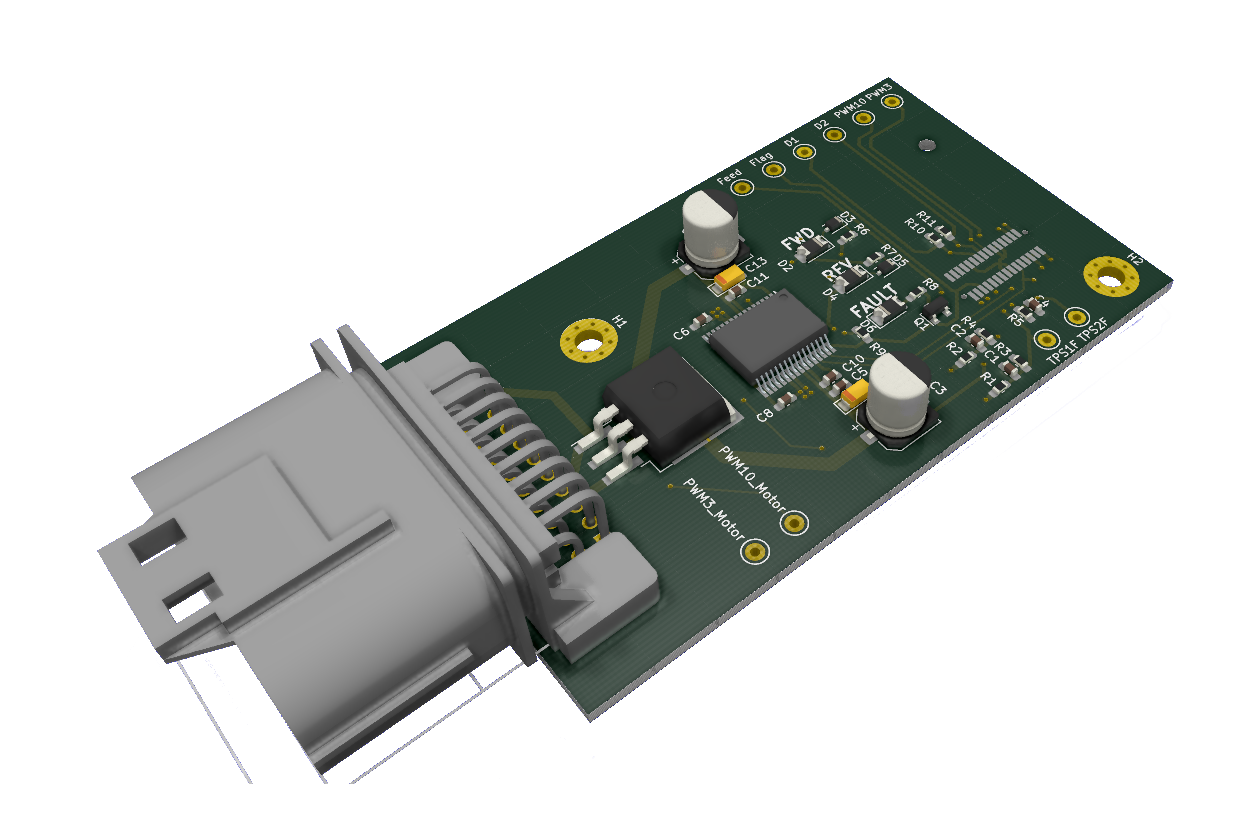 PWM3
PWM10
D2
D1
Flag
Feed
H2
H1
R11
R10
D3
R6
FWD
D2
R7
D5
REV
D4
R8
FAULT
Q1
D6
R9
C13
C11
C6
C4
R5
TPS2F
TPS1F
R4
C2
R2
R3
C1
R1
C10
C5
C8
C3
+
+
PWM10_Motor
PWM3_Motor